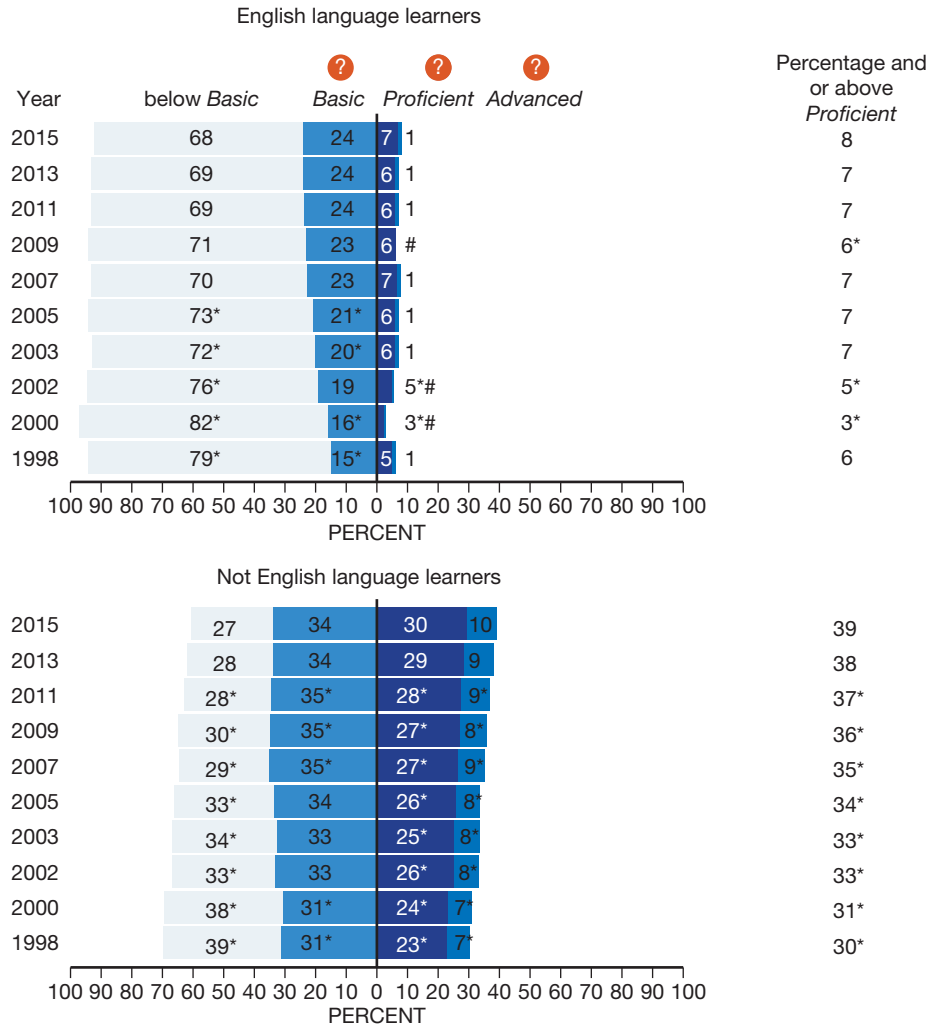 English language learners
? ? ?
Year below Basic Basic Proficient Advanced Percentage and or above Proficient
2015 68 24 7 1 8
2013 69 24 6 1 7
2011 69 24 6 1 7
2009 71 23 6 # 6*
2007 70 23 7 1 7
2005 73* 21* 6 1 7
2003 72* 20* 6 1 7
2002 76* 19 5*# 5*
2000 82* 16* 3*# 3*
1998 79* 15* 5 1 6
100 90 80 70 60 50 40 30 20 10 0 10 20 30 40 50 60 70 80 90 100
PERCENT
Not English language learners
2015 27 34 30 10 39
2013 28 34 29 9 38
2011 28* 35* 28* 9* 37*
2009 30* 35* 27* 8* 36*
2007 29* 35* 27* 9* 35*
2005 33* 34 26* 8* 34*
2003 34* 33 25* 8* 33*
2002 33* 33 26* 8* 33*
2000 38* 31* 24* 7* 31*
1998 39* 31* 23* 7* 30*
100 90 80 70 60 50 40 30 20 10 0 10 20 30 40 50 60 70 80 90 100
PERCENT